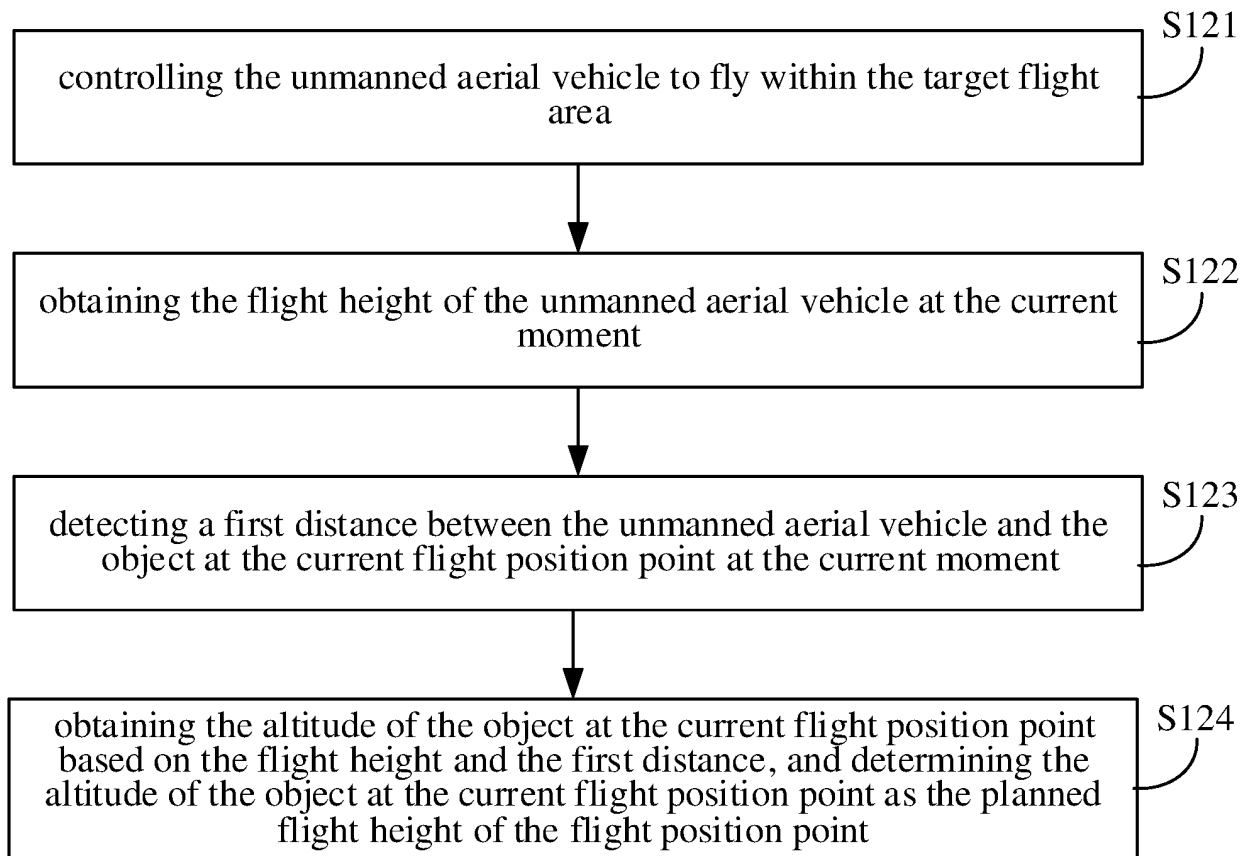 S121
controlling the unmanned aerial vehicle to fly within the target flight
area
S122
obtaining the flight height of the unmanned aerial vehicle at the current
moment
S123
detecting a first distance between the unmanned aerial vehicle and the
object at the current flight position point at the current moment
S124
obtaining the altitude of the object at the current flight position point
based on the flight height and the first distance, and determining the
altitude of the object at the current flight position point as the planned
flight height of the flight position point